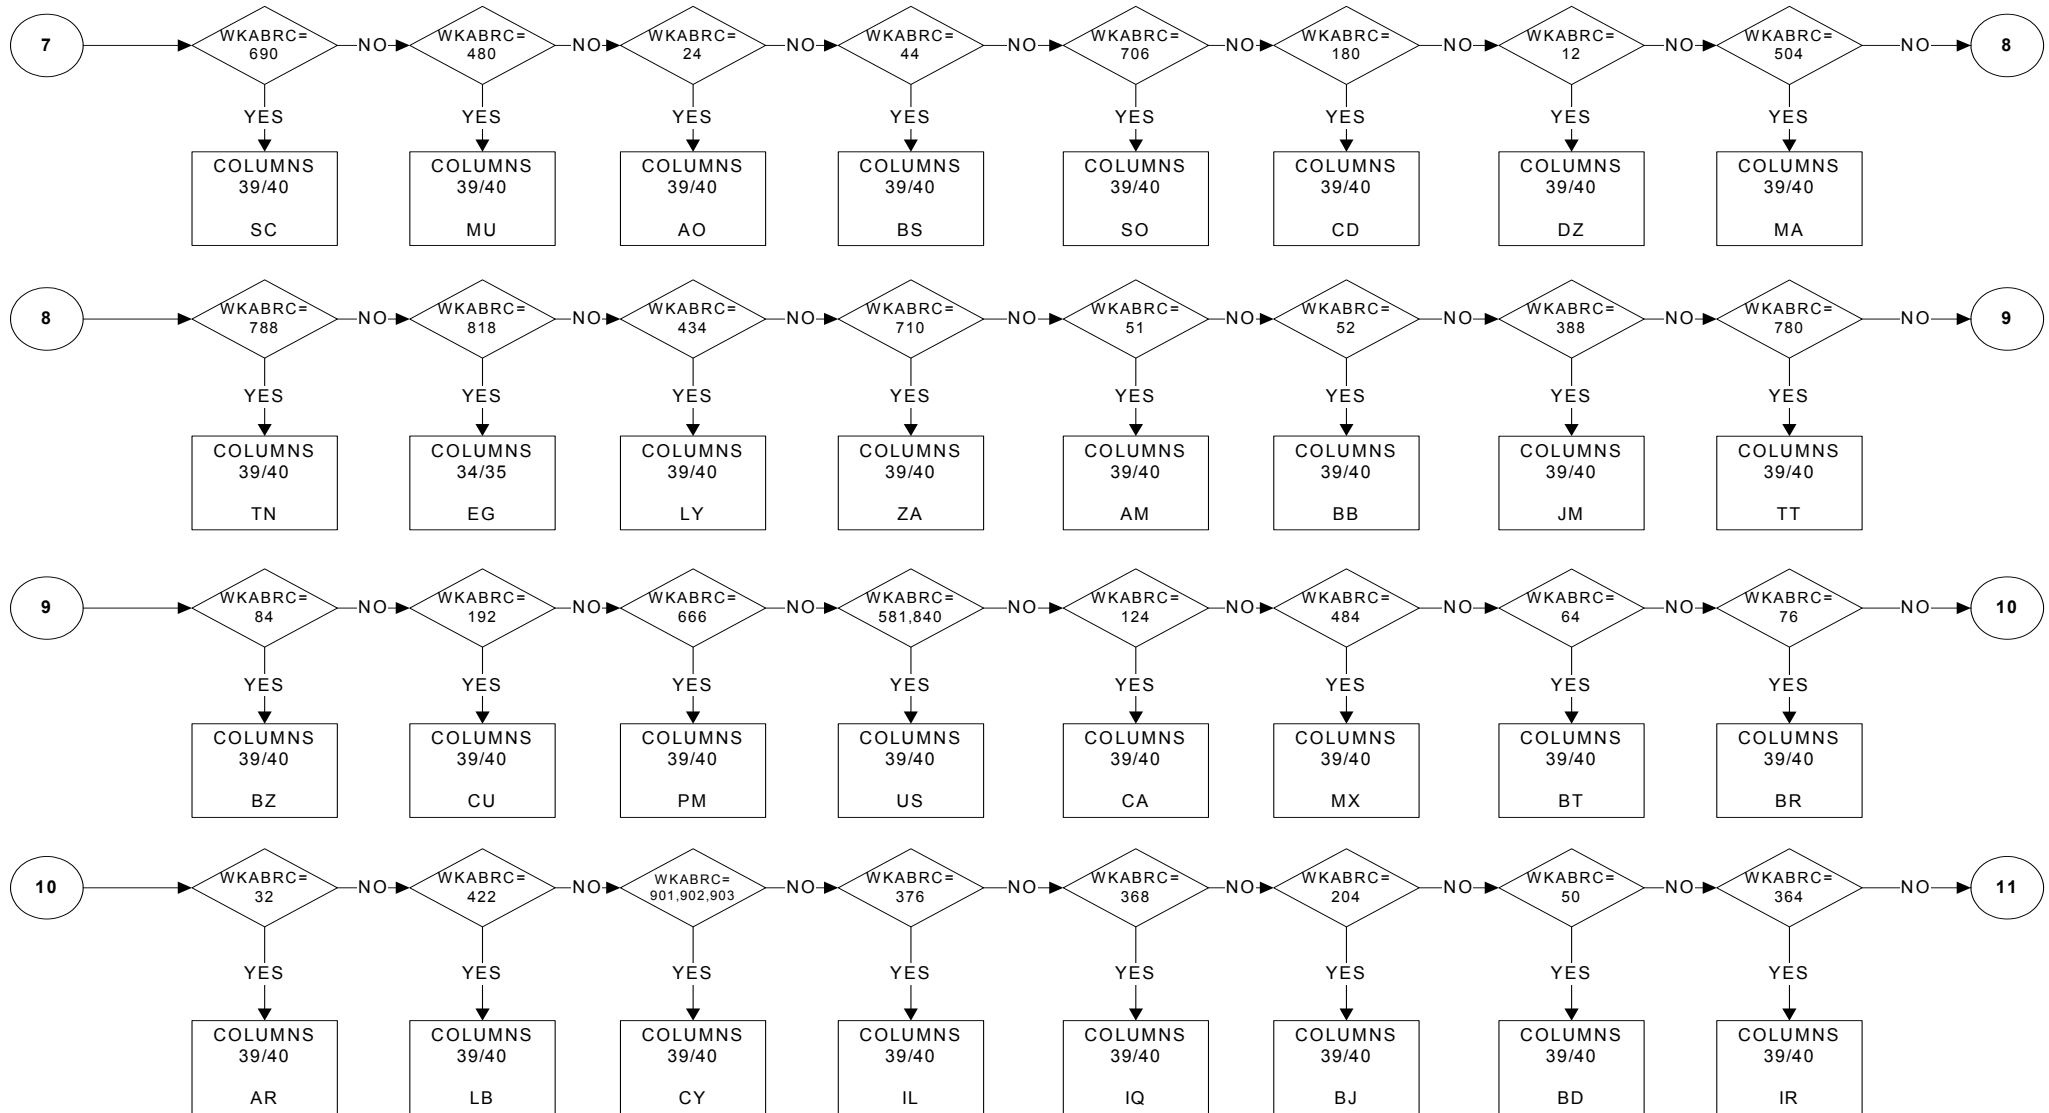 7
WKABRC=
690
NO
WKABRC=
480
NO
WKABRC=
24
NO
WKABRC=
44
NO
WKABRC=
706
NO
WKABRC=
180
NO
WKABRC=
12
NO
WKABRC=
504
NO
8
YES
YES
YES
YES
YES
YES
YES
YES
COLUMNS
39/40
SC
COLUMNS
39/40
MU
COLUMNS
39/40
AO
COLUMNS
39/40
BS
COLUMNS
39/40
SO
COLUMNS
39/40
CD
COLUMNS
39/40
DZ
COLUMNS
39/40
MA
8
WKABRC=
788
NO
WKABRC=
818
NO
WKABRC=
434
NO
WKABRC=
710
NO
WKABRC=
51
NO
WKABRC=
52
NO
WKABRC=
388
NO
WKABRC=
780
NO
9
YES
YES
YES
YES
YES
YES
YES
YES
COLUMNS
39/40
TN
COLUMNS
34/35
EG
COLUMNS
39/40
LY
COLUMNS
39/40
ZA
COLUMNS
39/40
AM
COLUMNS
39/40
BB
COLUMNS
39/40
JM
COLUMNS
39/40
TT
9
WKABRC=
84
NO
WKABRC=
192
NO
WKABRC=
666
NO
WKABRC=
581,840
NO
WKABRC=
124
NO
WKABRC=
484
NO
WKABRC=
64
NO
WKABRC=
76
NO
10
YES
YES
YES
YES
YES
YES
YES
YES
COLUMNS
39/40
BZ
COLUMNS
39/40
CU
COLUMNS
39/40
PM
COLUMNS
39/40
US
COLUMNS
39/40
CA
COLUMNS
39/40
MX
COLUMNS
39/40
BT
COLUMNS
39/40
BR
10
WKABRC=
32
NO
WKABRC=
422
NO
WKABRC=
901,902,903
NO
WKABRC=
376
NO
WKABRC=
368
NO
WKABRC=
204
NO
WKABRC=
50
NO
WKABRC=
364
NO
11
YES
YES
YES
YES
YES
YES
YES
YES
COLUMNS
39/40
AR
COLUMNS
39/40
LB
COLUMNS
39/40
CY
COLUMNS
39/40
IL
COLUMNS
39/40
IQ
COLUMNS
39/40
BJ
COLUMNS
39/40
BD
COLUMNS
39/40
IR